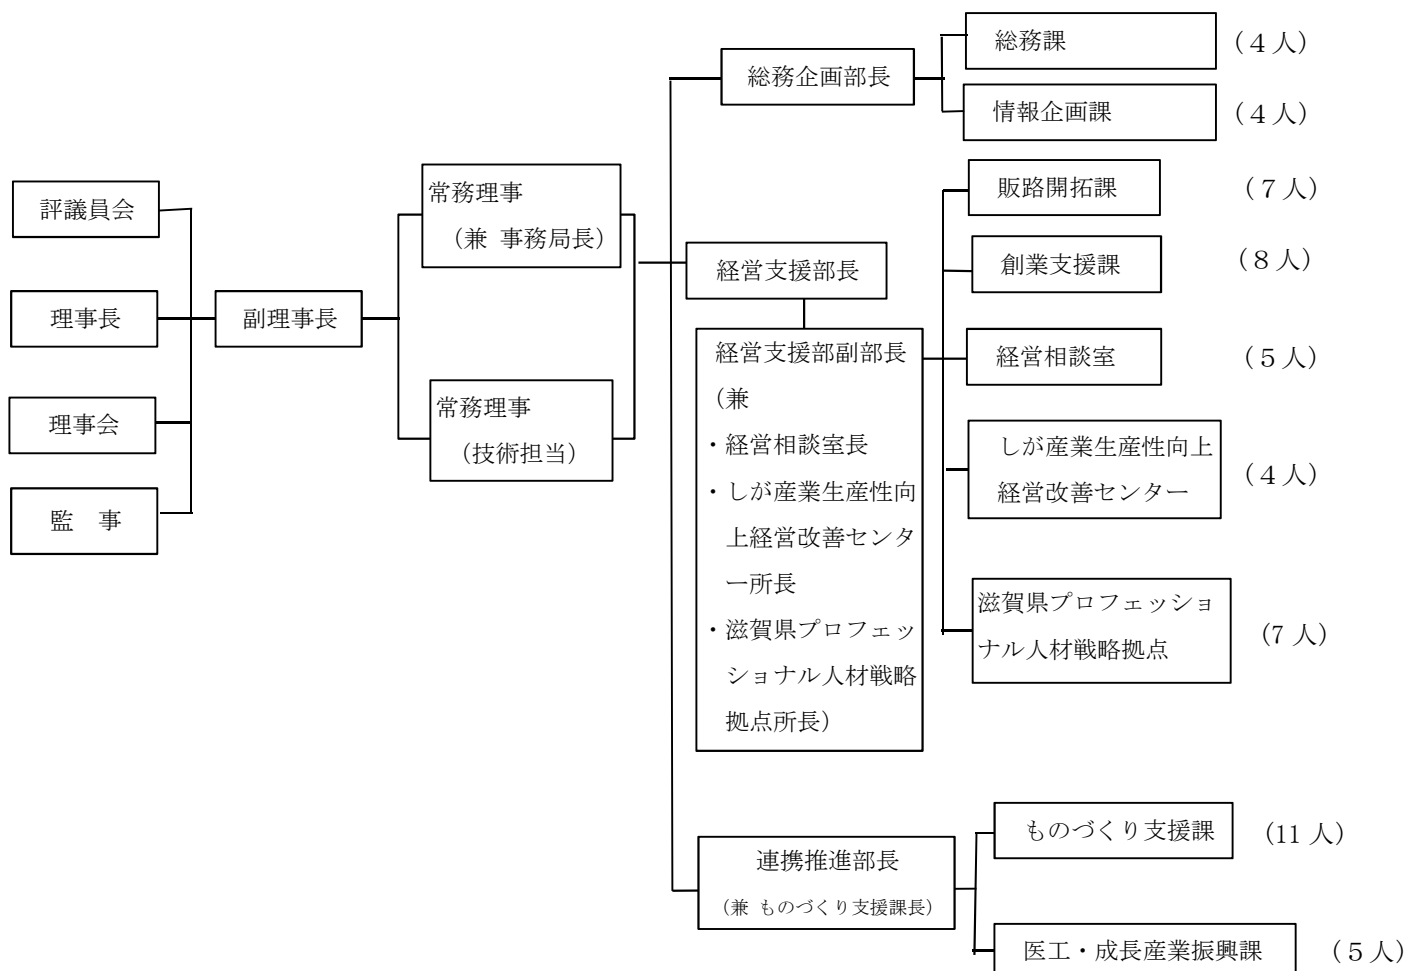 評議員会
理事長
理事会
監　事
副理事長
常務理事
（兼 事務局長）
常務理事
（技術担当）
総務企画部長
総務課
（４人）
情報企画課
（４人）
経営支援部長
経営支援部副部長
（兼
・経営相談室長
・しが産業生産性向
上経営改善センタ
ー所長
・滋賀県プロフェッ
ショナル人材戦略
拠点所長）
販路開拓課
（７人）
創業支援課
（８人）
経営相談室
（５人）
しが産業生産性向上
経営改善センター
（４人）
滋賀県プロフェッショ
ナル人材戦略拠点
（7 人）
連携推進部長
（兼 ものづくり支援課長）
ものづくり支援課
（11 人）
医工・成長産業振興課
（５人）